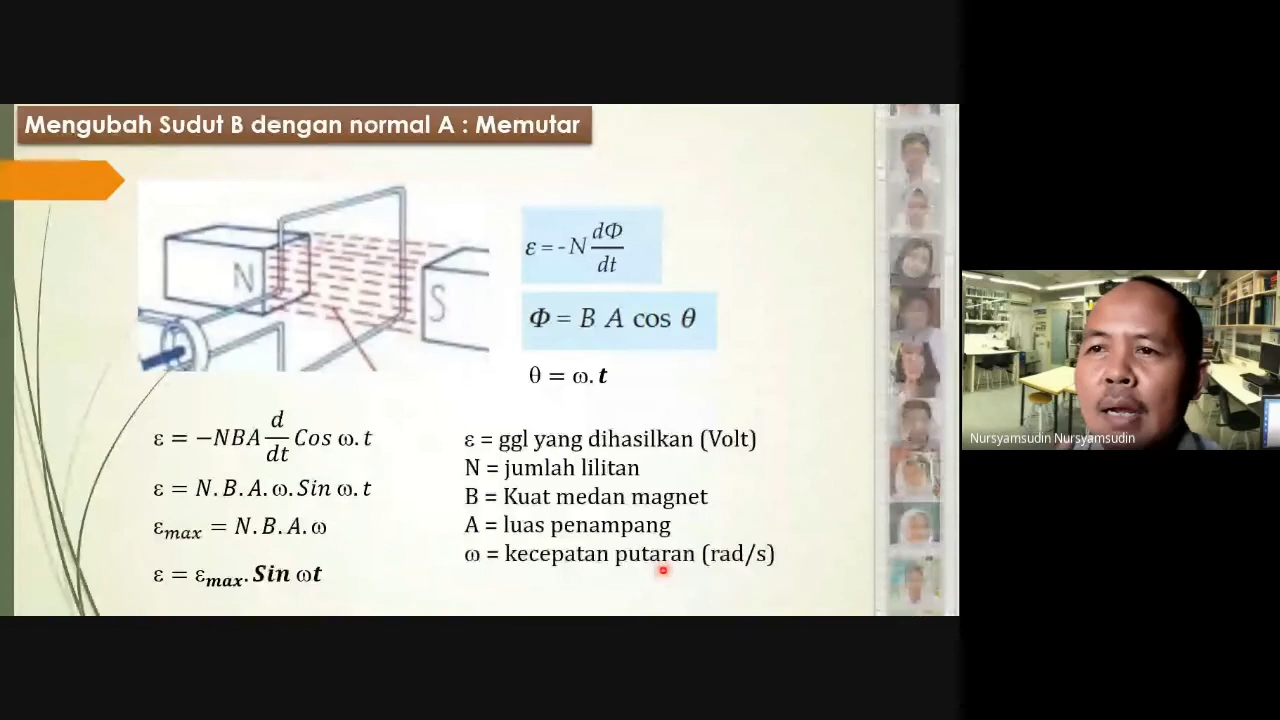 Mengubah Sudut B dengan normal A : Memutar
N
S
ε = - N dΦ/dt
Φ = B A cos θ
θ = ω.t
ε = −NBA d/dt Cos ω.t
ε = N.B.A.ω.Sin ω.t
εmax = N.B.A.ω
ε = εmax.Sin ωt
ε = ggl yang dihasilkan (Volt)
N = jumlah lilitan
B = Kuat medan magnet
A = luas penampang
ω = kecepatan putaran (rad/s)
Nursyamsudin Nursyamsudin